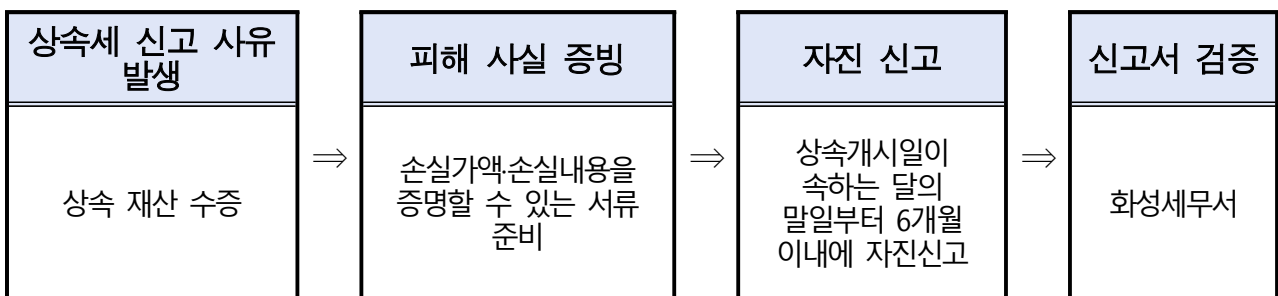 상속세 신고 사유
발생
피해 사실 증빙
자진 신고
신고서 검증
상속 재산 수증
⇒
손실가액·손실내용을
증명할 수 있는 서류
준비
⇒
상속개시일이
속하는 달의
말일부터 6개월
이내에 자진신고
⇒
화성세무서